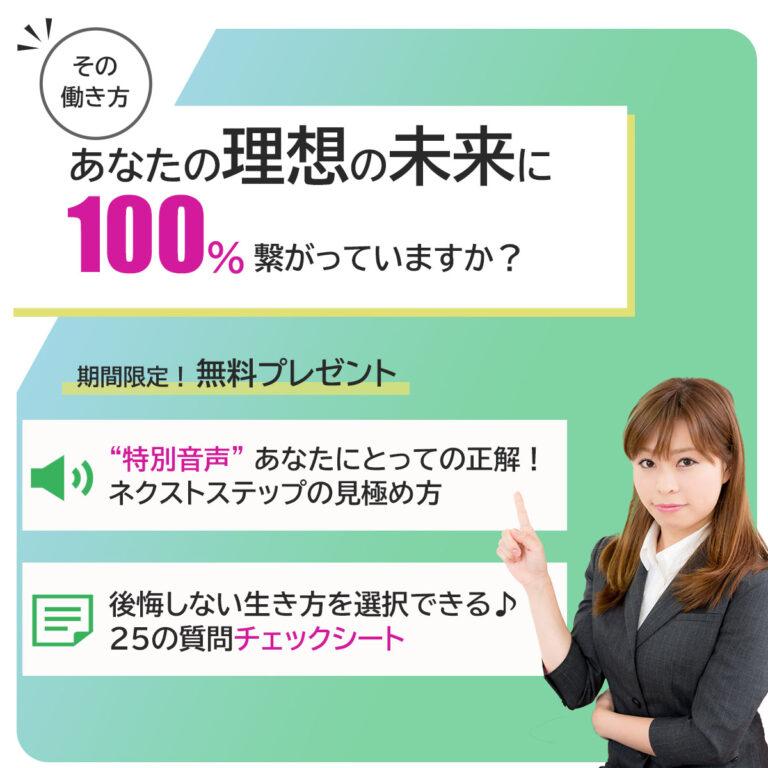 その
働き方
あなたの理想の未来に
100%繋がっていますか？
期間限定！無料プレゼント
“特別音声” あなたにとっての正解！
ネクストステップの見極め方
後悔しない生き方を選択できる♪
25の質問チェックシート